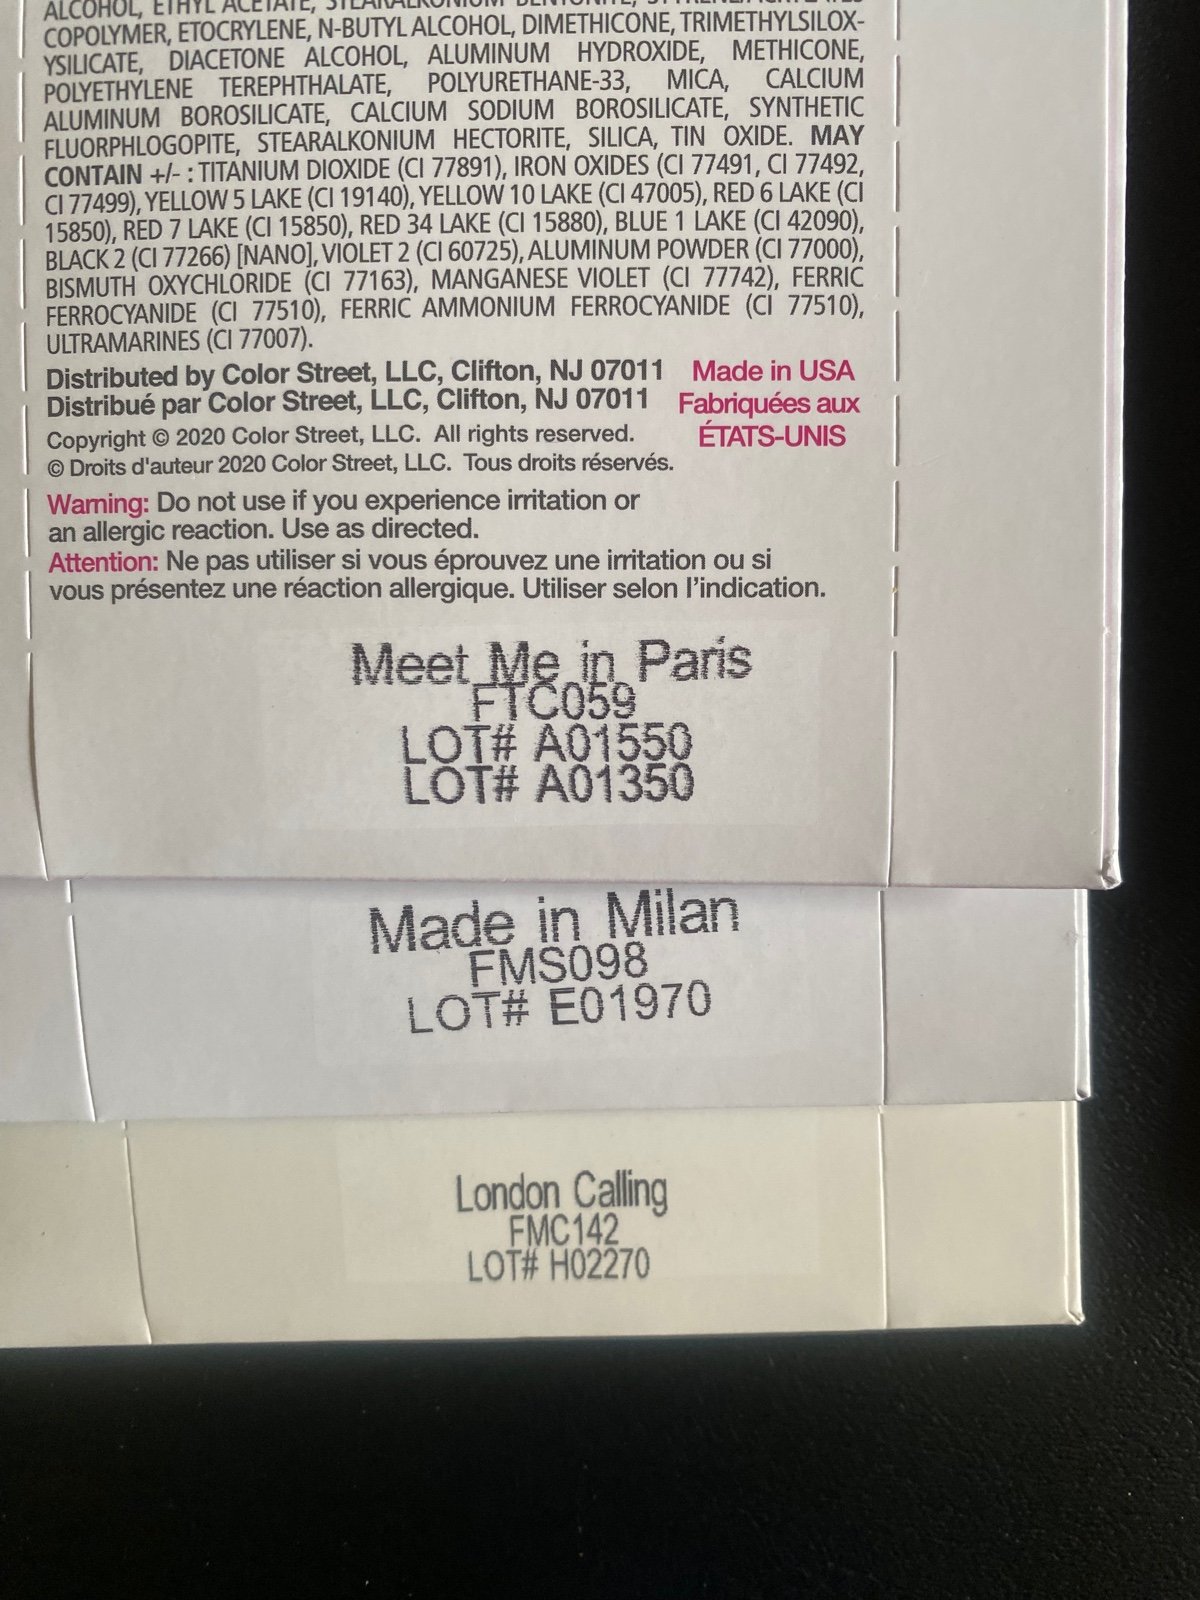 ALCOHOL, ETHYL ACETATE, STEARALKONIUM BENTONITE, STYRENE/ACRYLATES
COPOLYMER, ETOCRYLENE, N-BUTYL ALCOHOL, DIMETHICONE, TRIMETHYLSILOX-
YSILICATE, DIACETONE ALCOHOL, ALUMINUM HYDROXIDE, METHICONE,
POLYETHYLENE TEREPHTHALATE, POLYURETHANE-33, MICA, CALCIUM
ALUMINUM BOROSILICATE, CALCIUM SODIUM BOROSILICATE, SYNTHETIC
FLUORPHLOGOPITE, STEARALKONIUM HECTORITE, SILICA, TIN OXIDE. MAY
CONTAIN +/- : TITANIUM DIOXIDE (CI 77891), IRON OXIDES (CI 77491, CI 77492,
CI 77499), YELLOW 5 LAKE (CI 19140), YELLOW 10 LAKE (CI 47005), RED 6 LAKE (CI
15850), RED 7 LAKE (CI 15850), RED 34 LAKE (CI 15880), BLUE 1 LAKE (CI 42090),
BLACK 2 (CI 77266) [NANO], VIOLET 2 (CI 60725), ALUMINUM POWDER (CI 77000),
BISMUTH OXYCHLORIDE (CI 77163), MANGANESE VIOLET (CI 77742), FERRIC
FERROCYANIDE (CI 77510), FERRIC AMMONIUM FERROCYANIDE (CI 77510),
ULTRAMARINES (CI 77007).
Distributed by Color Street, LLC, Clifton, NJ 07011
Distribué par Color Street, LLC, Clifton, NJ 07011
Made in USA
Fabriquées aux
ÉTATS-UNIS
Copyright © 2020 Color Street, LLC. All rights reserved.
© Droits d'auteur 2020 Color Street, LLC. Tous droits réservés.
Warning: Do not use if you experience irritation or
an allergic reaction. Use as directed.
Attention: Ne pas utiliser si vous éprouvez une irritation ou si
vous présentez une réaction allergique. Utiliser selon l'indication.
Meet Me in Paris
FTC059
LOT# A01550
LOT# A01350
Made in Milan
FMS098
LOT# E01970
London Calling
FMC142
LOT# H02270